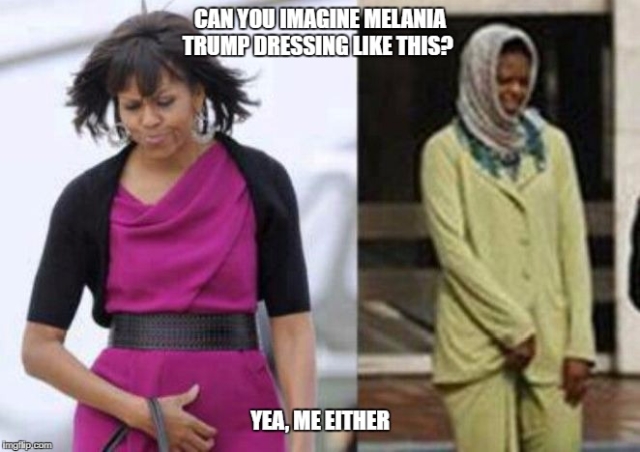 CAN YOU IMAGINE MELANIA
TRUMP DRESSING LIKE THIS?
YEA, ME EITHER
imgflip.com